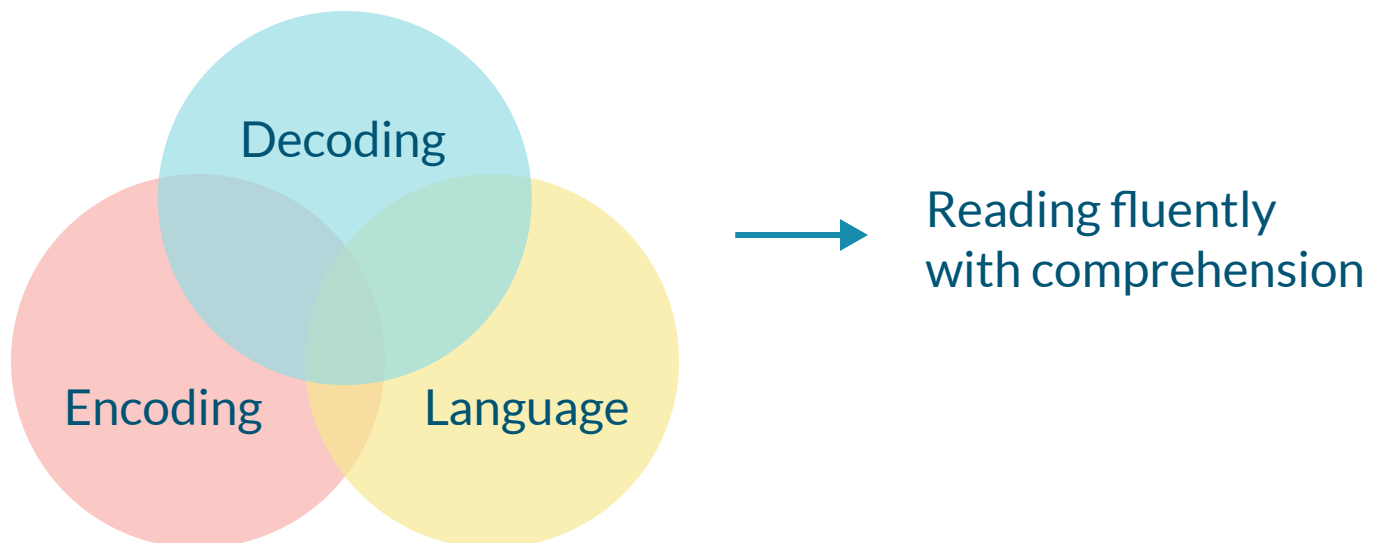 Decoding
Encoding
Language
Reading fluently
with comprehension